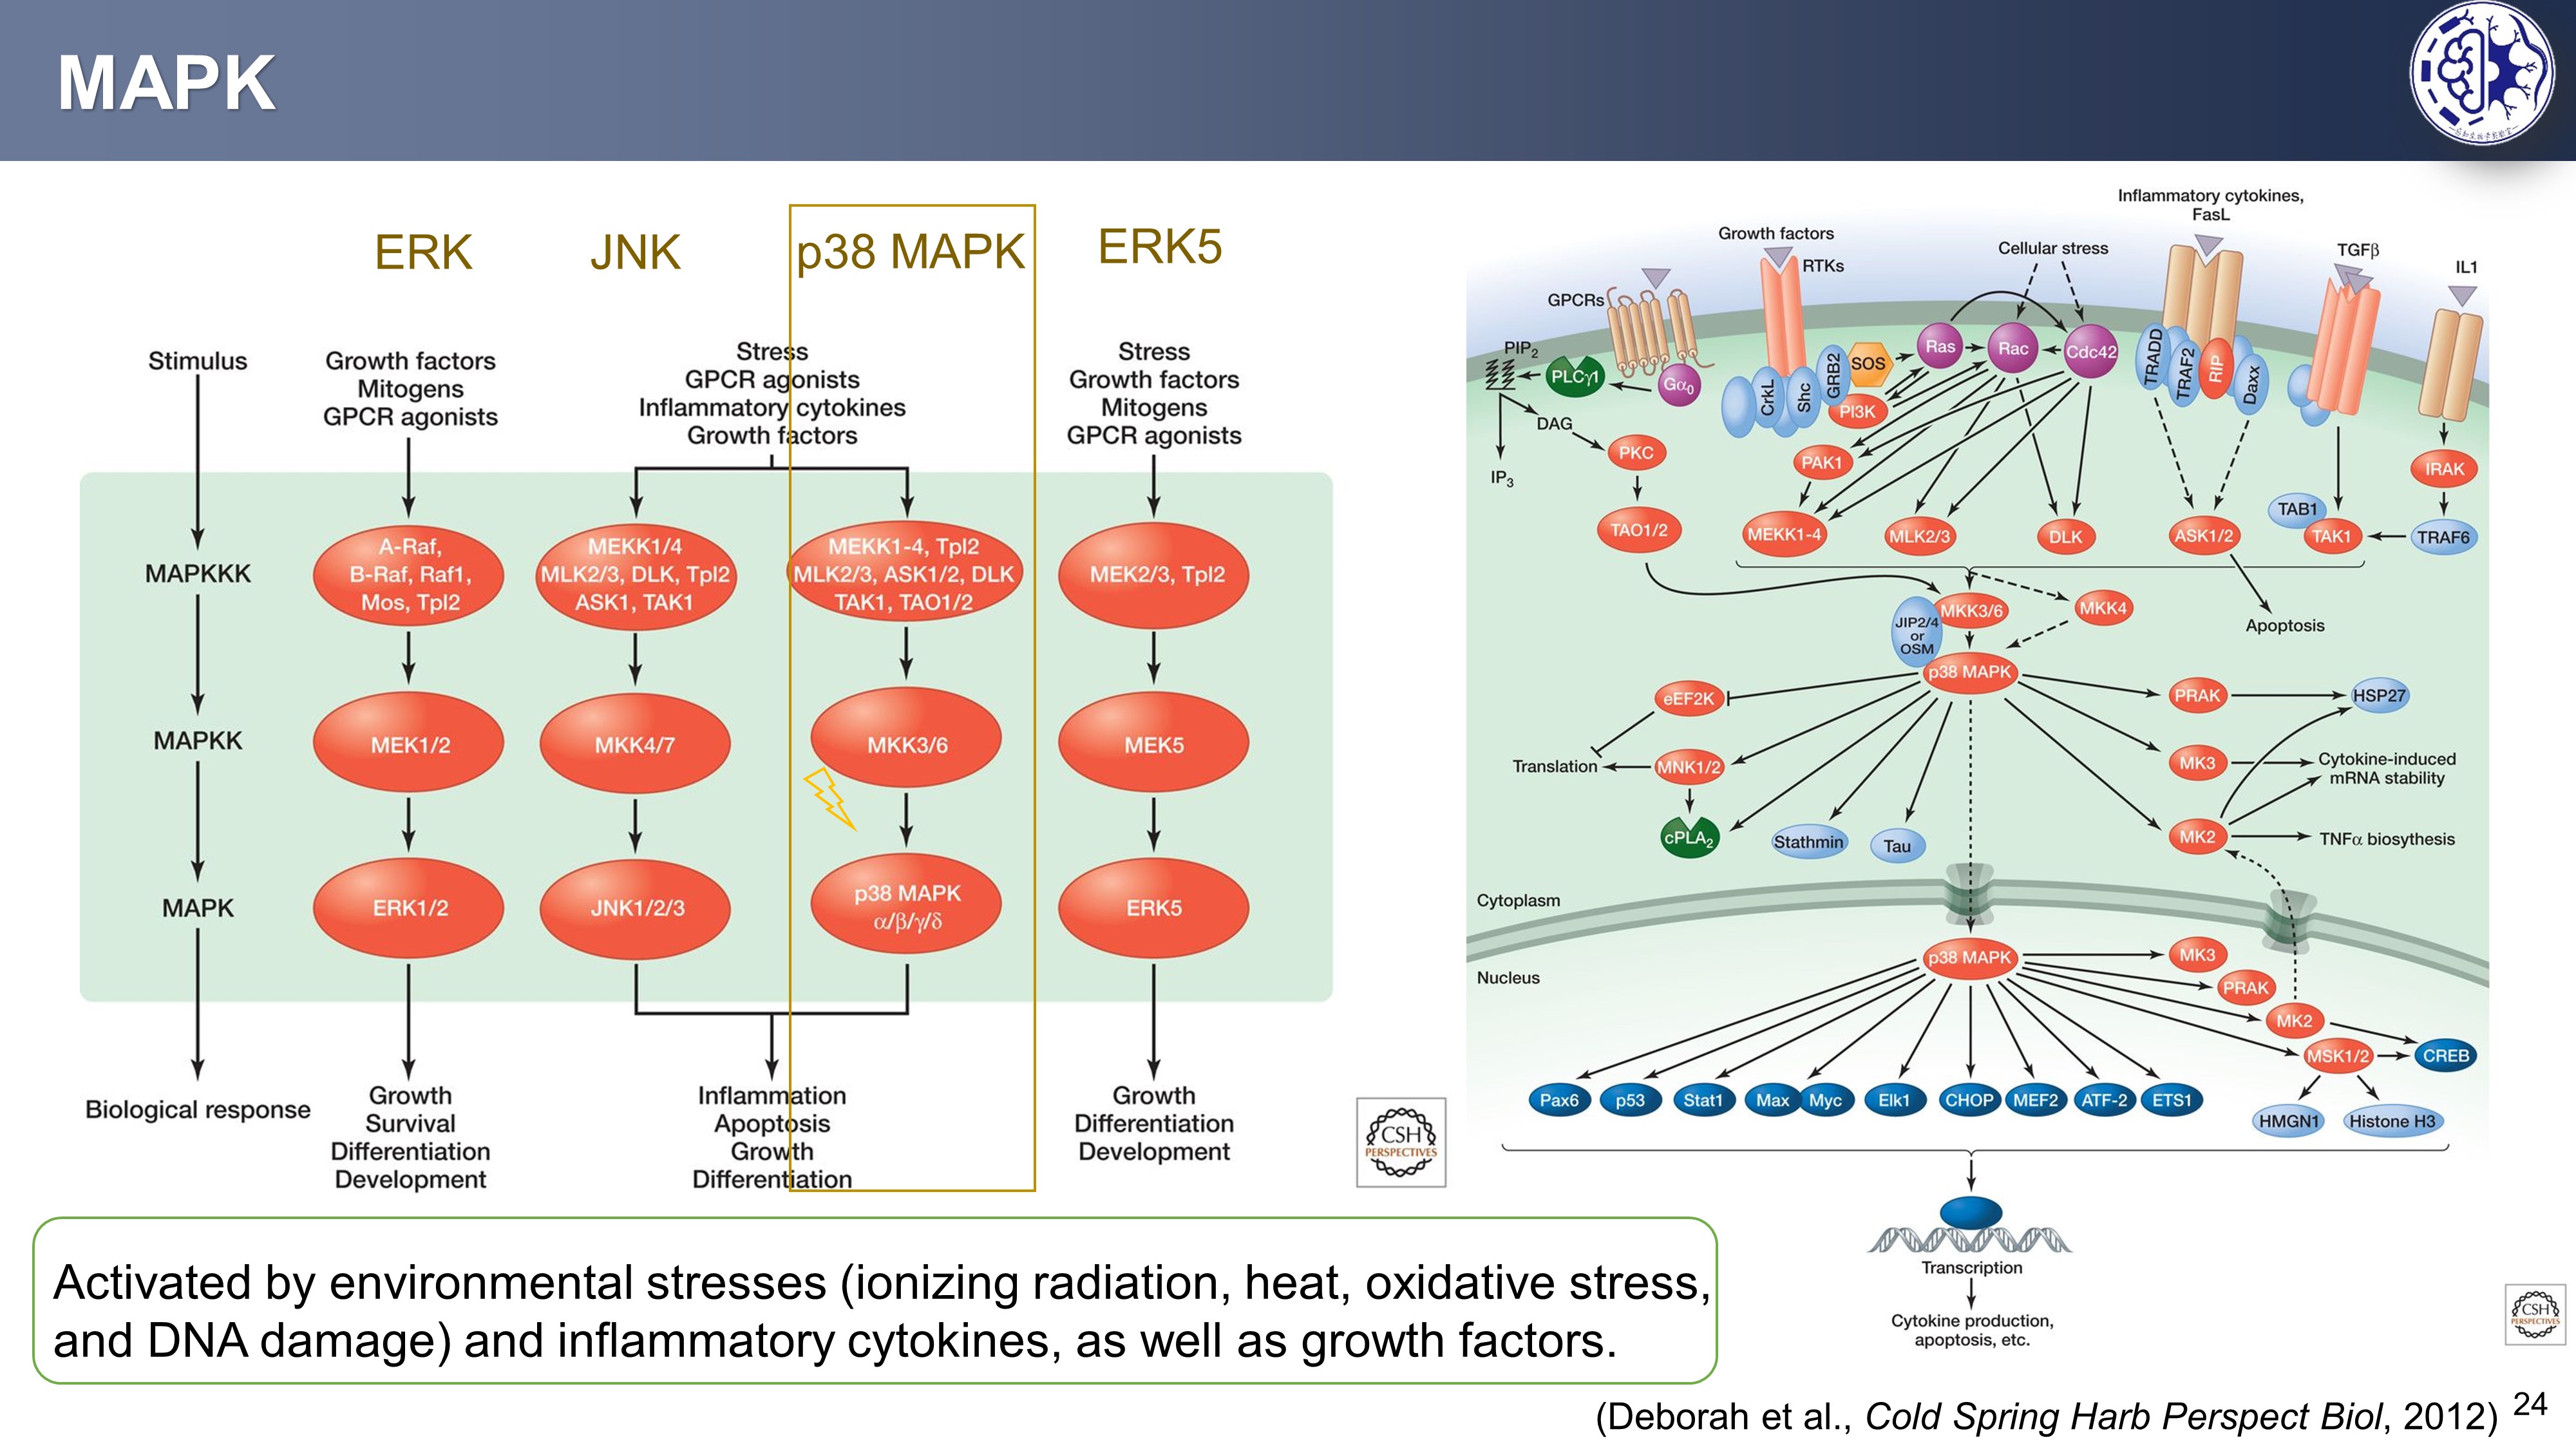 MAPK
ERK
JNK
p38 MAPK
ERK5
Stimulus
MAPKKK
MAPKK
MAPK
Biological response
Growth factors
Mitogens
GPCR agonists
A-Raf,
B-Raf, Raf1,
Mos, Tpl2
MEK1/2
ERK1/2
Growth
Survival
Differentiation
Development
Stress
GPCR agonists
Inflammatory cytokines
Growth factors
MEKK1/4
MLK2/3, DLK, Tpl2
ASK1, TAK1
MKK4/7
JNK1/2/3
MEKK1-4, Tpl2
MLK2/3, ASK1/2, DLK
TAK1, TAO1/2
MKK3/6
p38 MAPK
α/β/γ/δ
Inflammation
Apoptosis
Growth
Differentiation
Stress
Growth factors
Mitogens
GPCR agonists
MEK2/3, Tpl2
MEK5
ERK5
Growth
Differentiation
Development
CSH
PERSPECTIVES
Inflammatory cytokines,
FasL
Growth factors
Cellular stress
TGFβ
IL1
RTKs
GPCRs
PIP2
PLCγ1
Gα0
CrkL
Shc
GRB2
SOS
PI3K
Ras
Rac
Cdc42
TRADD
TRAF2
RIP
Daxx
DAG
IP3
PKC
PAK1
IRAK
TAO1/2
MEKK1-4
MLK2/3
DLK
ASK1/2
TAB1
TAK1
TRAF6
MKK3/6
MKK4
JIP2/4
or
OSM
Apoptosis
p38 MAPK
eEF2K
PRAK
HSP27
Translation
MNK1/2
MK3
Cytokine-induced
mRNA stability
cPLA2
Stathmin
Tau
MK2
TNFα biosythesis
Cytoplasm
Nucleus
p38 MAPK
MK3
PRAK
MK2
MSK1/2
CREB
Pax6
p53
Stat1
Max
Myc
Elk1
CHOP
MEF2
ATF-2
ETS1
HMGN1
Histone H3
Transcription
Cytokine production,
apoptosis, etc.
CSH
PERSPECTIVES
Activated by environmental stresses (ionizing radiation, heat, oxidative stress,
and DNA damage) and inflammatory cytokines, as well as growth factors.
(Deborah et al., Cold Spring Harb Perspect Biol, 2012)
24